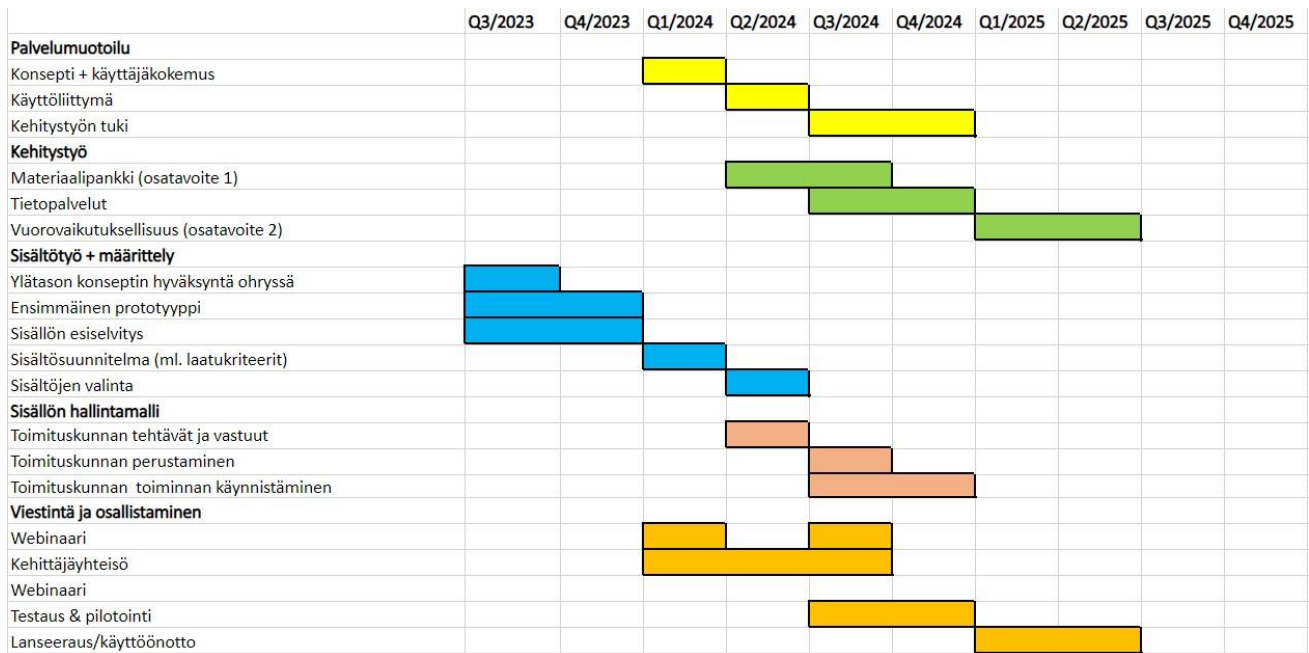 Q3/2023 Q4/2023 Q1/2024 Q2/2024 Q3/2024 Q4/2024 Q1/2025 Q2/2025 Q3/2025 Q4/2025
Palvelumuotoilu
Konsepti + käyttäjäkokemus
Käyttöliittymä
Kehitystyön tuki
Kehitystyö
Materiaalipankki (osatavoite 1)
Tietopalvelut
Vuorovaikutuksellisuus (osatavoite 2)
Sisältötyö + määrittely
Ylätason konseptin hyväksyntä ohryssä
Ensimmäinen prototyyppi
Sisällön esiselvitys
Sisältösuunnitelma (ml. laatukriteerit)
Sisältöjen valinta
Sisällön hallintamalli
Toimituskunnan tehtävät ja vastuut
Toimituskunnan perustaminen
Toimituskunnan  toiminnan käynnistäminen
Viestintä ja osallistaminen
Webinaari
Kehittäjäyhteisö
Webinaari
Testaus & pilotointi
Lanseeraus/käyttöönotto